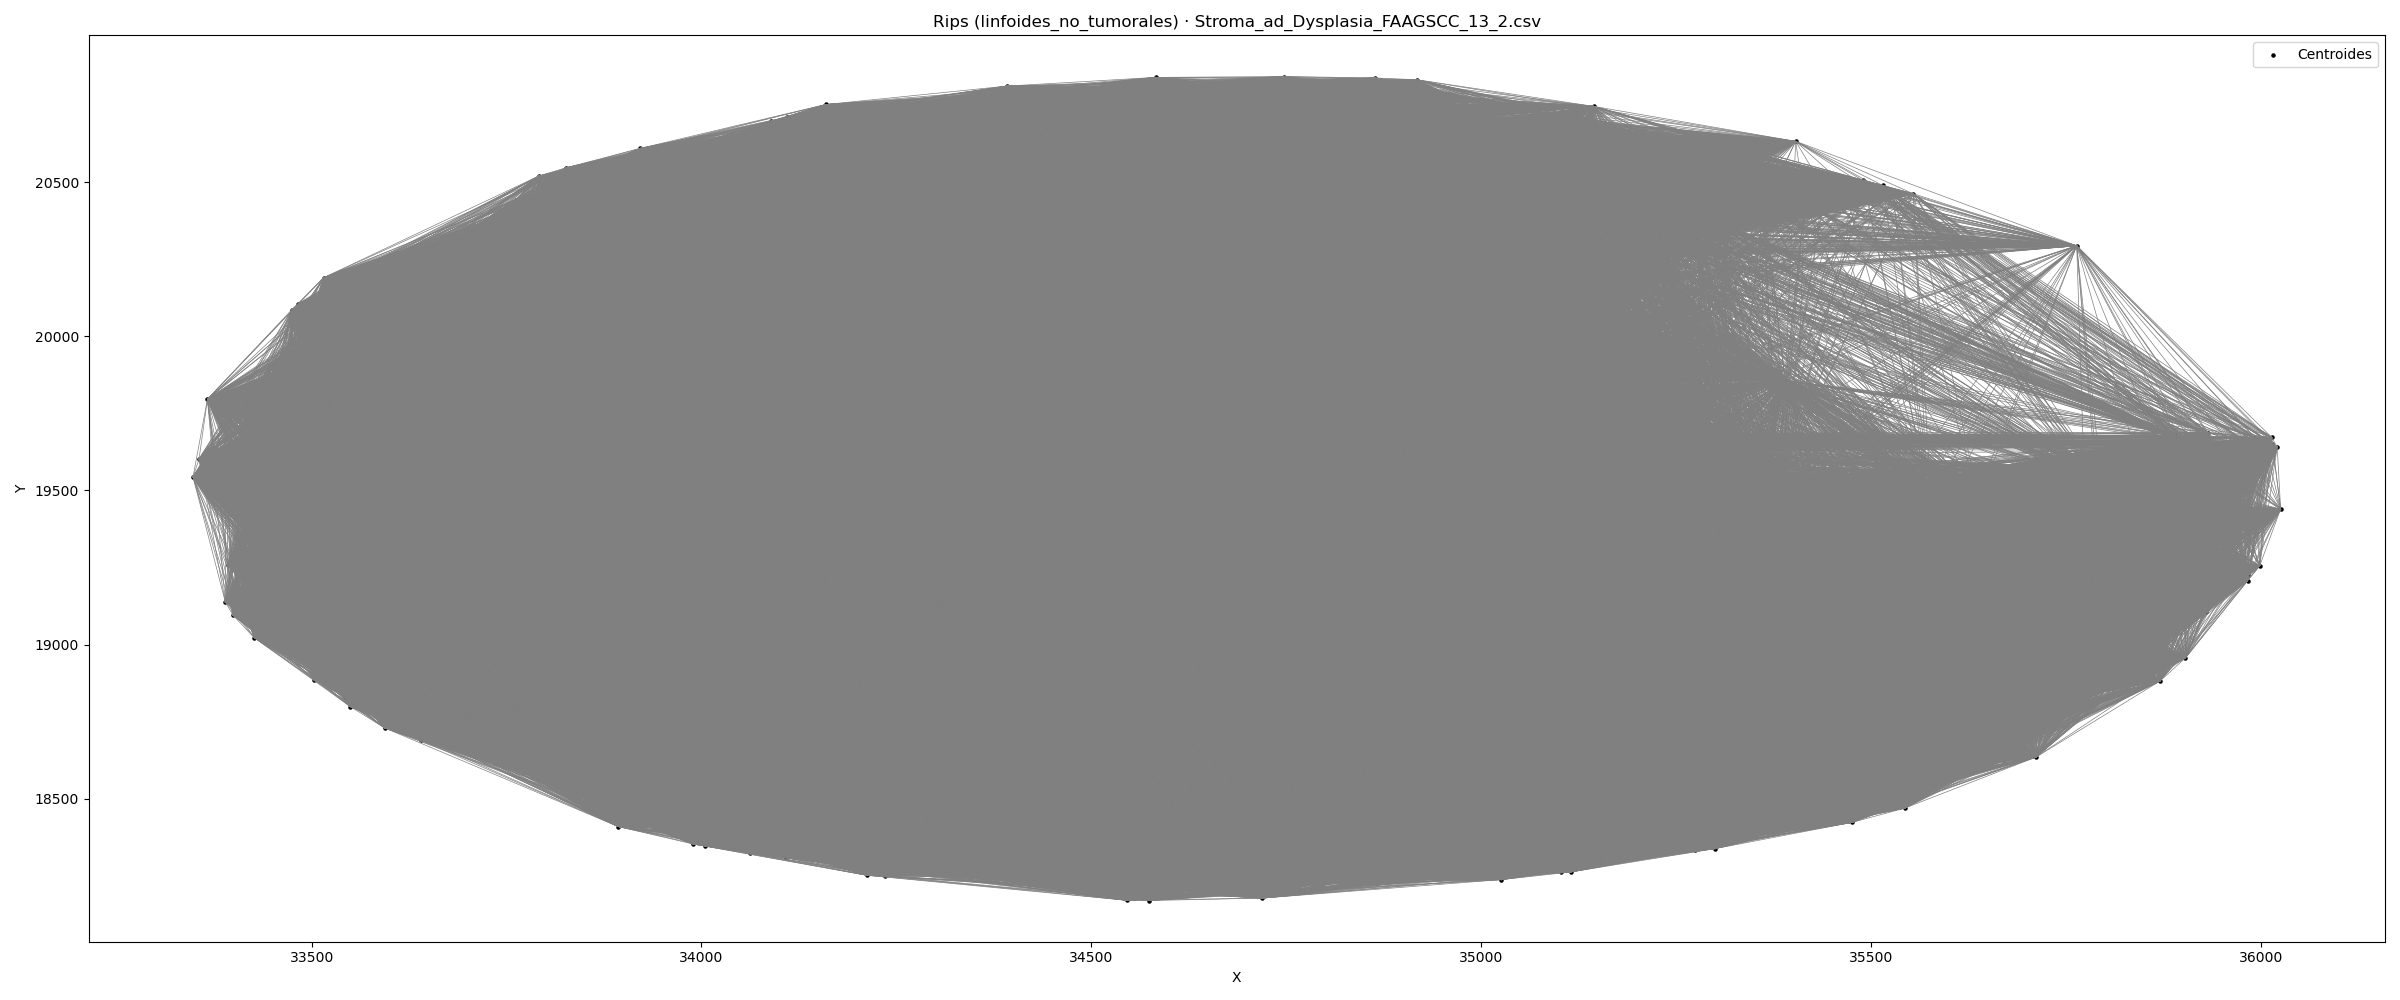 Rips (linfoides_no_tumorales) · Stroma_ad_Dysplasia_FAAGSCC_13_2.csv
Centroides
20500
20000
19500
19000
18500
Y
33500 34000 34500 35000 35500 36000
X